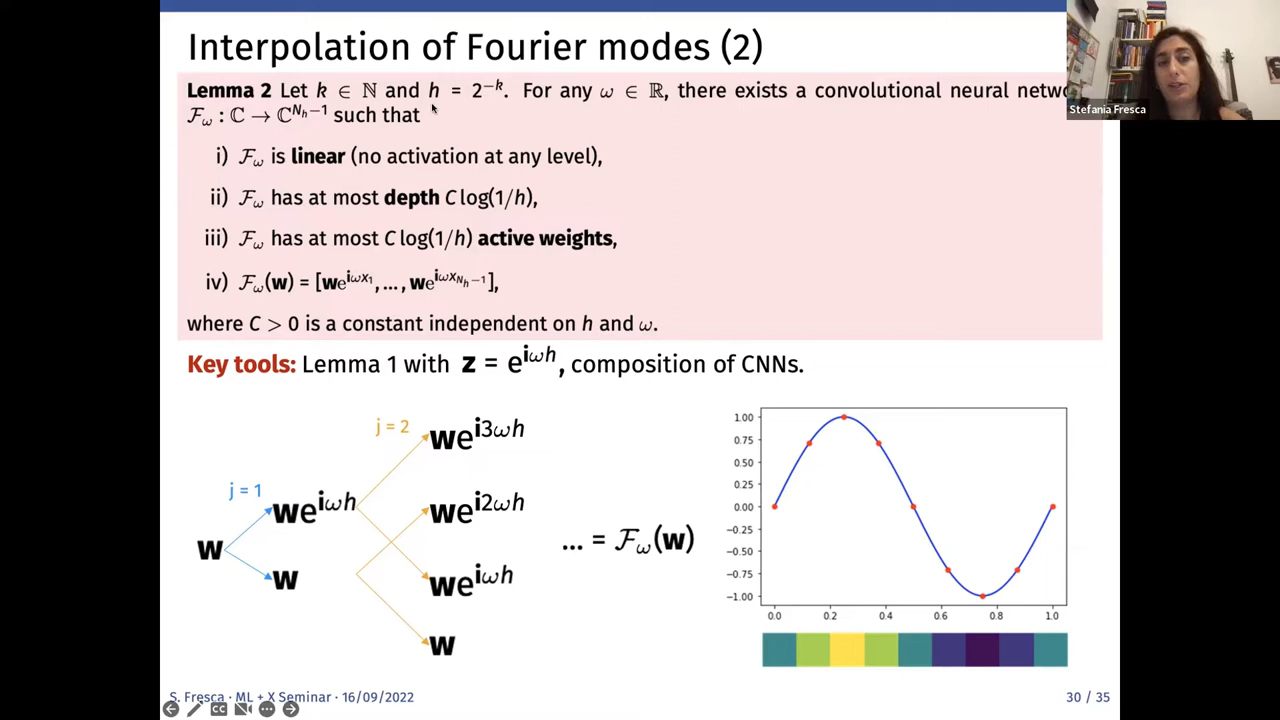 Interpolation of Fourier modes (2)
Lemma 2 Let k ∈ ℕ and h = 2⁻ᵏ. For any ω ∈ ℝ, there exists a convolutional neural
ℱ_ω : ℂ → ℂ^{N_h−1} such that
i) ℱ_ω is linear (no activation at any level),
ii) ℱ_ω has at most depth C log(1/h),
iii) ℱ_ω has at most C log(1/h) active weights,
iv) ℱ_ω(w) = [we^{iωx_1}, ..., we^{iωx_{N_h−1}}],
where C > 0 is a constant independent on h and ω.
Key tools: Lemma 1 with z = e^{iωh}, composition of CNNs.
j = 1
j = 2
w
we^{iωh}
w
we^{i3ωh}
we^{i2ωh}
we^{iωh}
w
... = ℱ_ω(w)
1.00
0.75
0.50
0.25
0.00
−0.25
−0.50
−0.75
−1.00
0.0 0.2 0.4 0.6 0.8 1.0
S. Fresca · ML + X Seminar · 16/09/2022
30 / 35
Stefania Fresca
CC